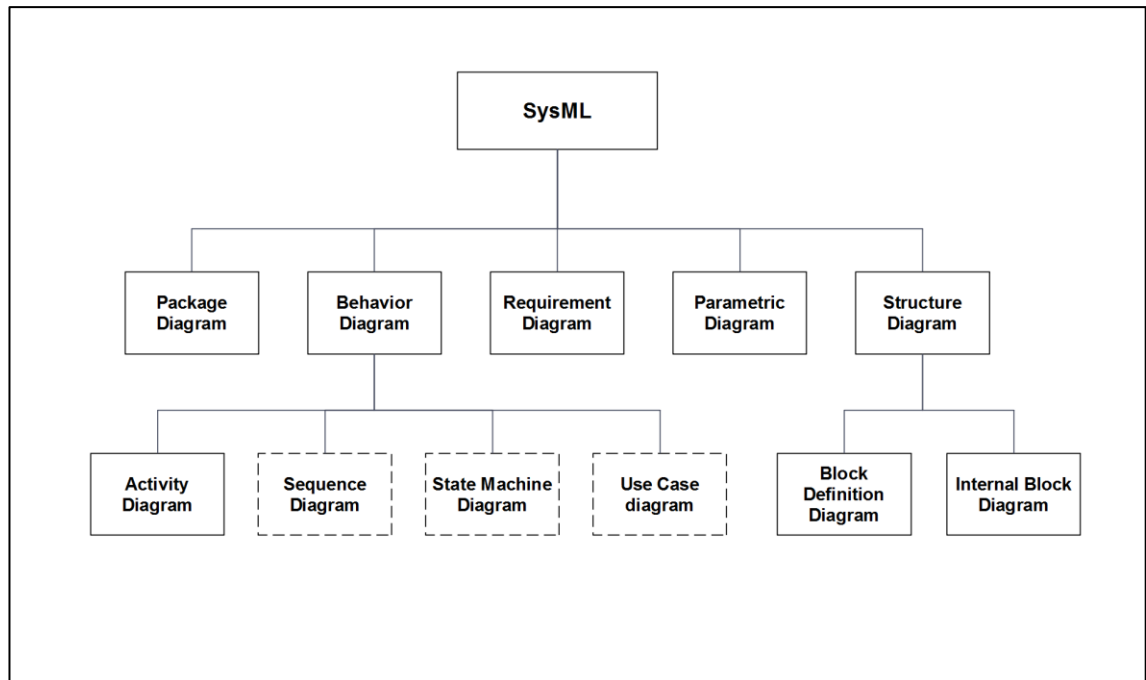 SysML
Package
Diagram
Behavior
Diagram
Requirement
Diagram
Parametric
Diagram
Structure
Diagram
Activity
Diagram
Sequence
Diagram
State Machine
Diagram
Use Case
diagram
Block
Definition
Diagram
Internal Block
Diagram